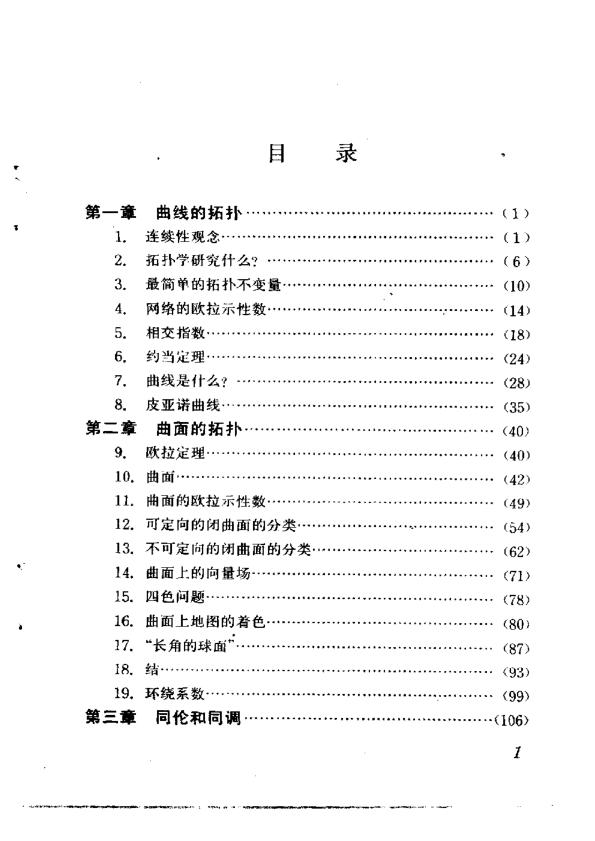 目 录
第一章 曲线的拓扑……(1)
1. 连续性观念……(1)
2. 拓扑学研究什么?……(6)
3. 最简单的拓扑不变量……(10)
4. 网络的欧拉示性数……(14)
5. 相交指数……(18)
6. 约当定理……(24)
7. 曲线是什么?……(28)
8. 皮亚诺曲线……(35)
第二章 曲面的拓扑……(40)
9. 欧拉定理……(40)
10. 曲面……(42)
11. 曲面的欧拉示性数……(49)
12. 可定向的闭曲面的分类……(54)
13. 不可定向的闭曲面的分类……(62)
14. 曲面上的向量场……(71)
15. 四色问题……(78)
16. 曲面上地图的着色……(80)
17. “长角的球面”……(87)
18. 结……(93)
19. 环绕系数……(99)
第三章 同伦和同调……(106)
1